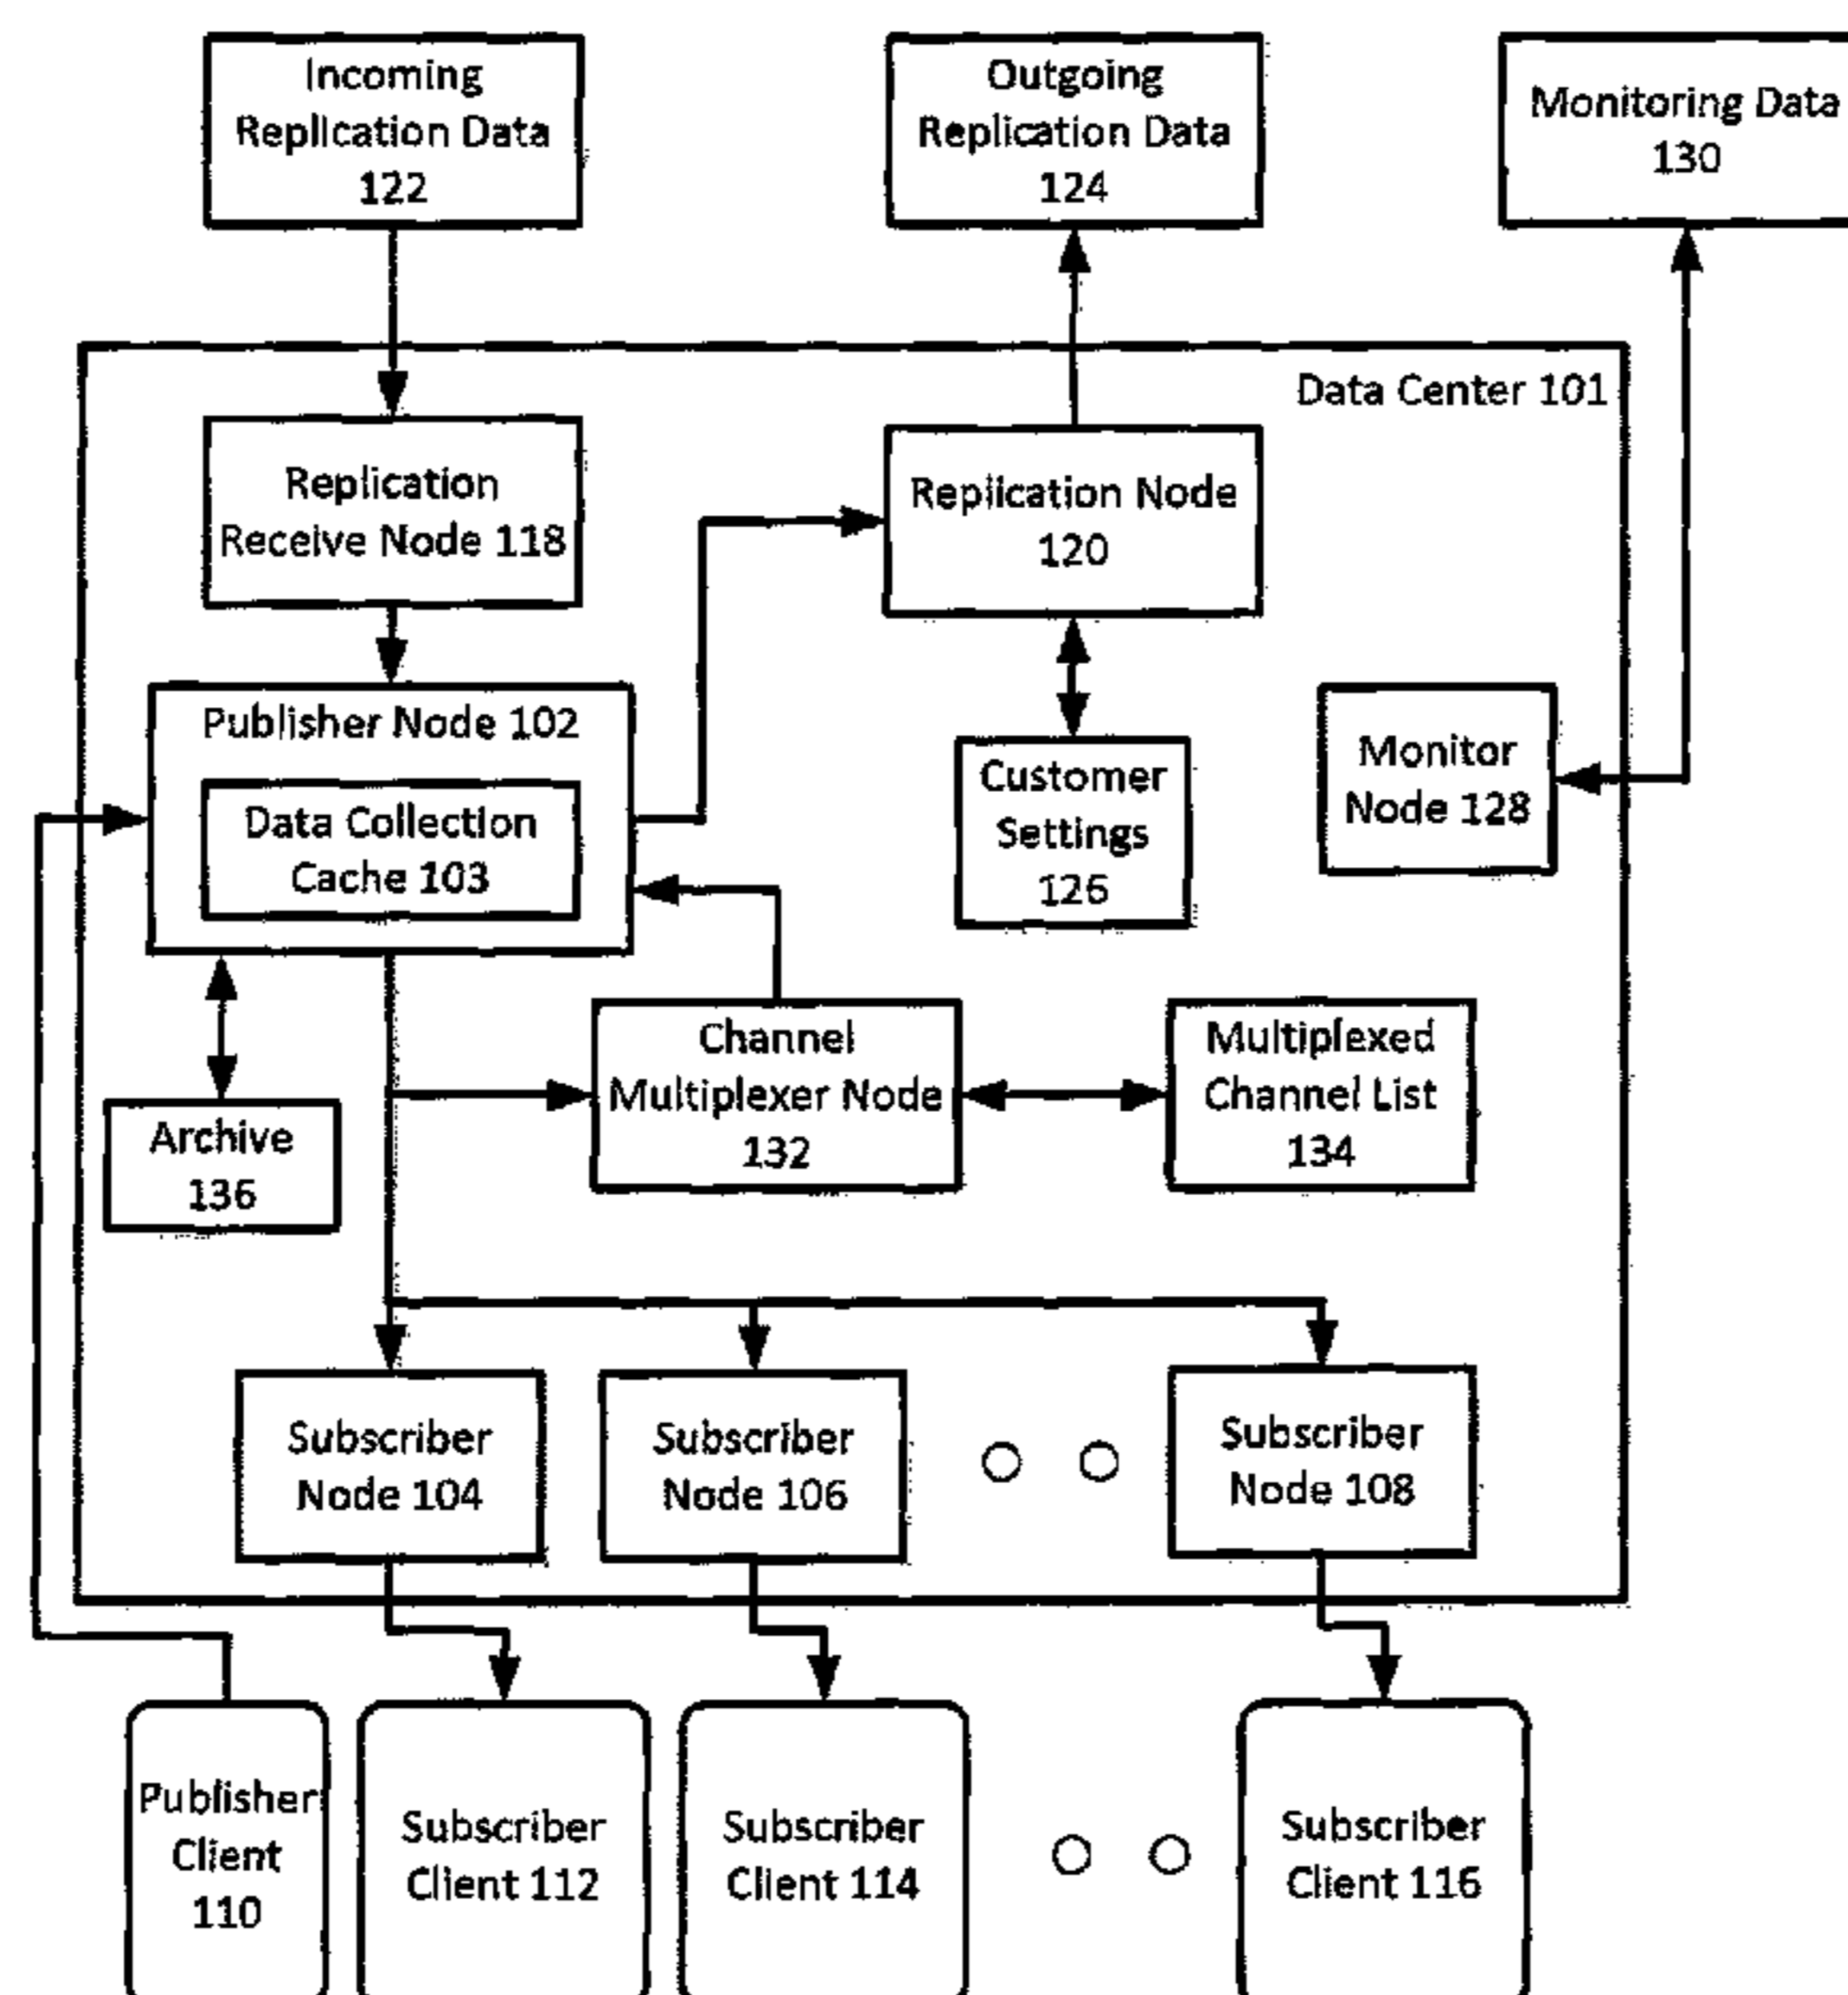 Incoming
Replication Data
122
Outgoing
Replication Data
124
Monitoring Data
130
Data Center 101
Replication
Receive Node 118
Replication Node
120
Publisher Node 102
Data Collection
Cache 103
Customer
Settings
126
Monitor
Node 128
Channel
Multiplexer Node
132
Multiplexed
Channel List
134
Archive
136
Subscriber
Node 104
Subscriber
Node 106
Subscriber
Node 108
Publisher
Client
110
Subscriber
Client 112
Subscriber
Client 114
Subscriber
Client 116